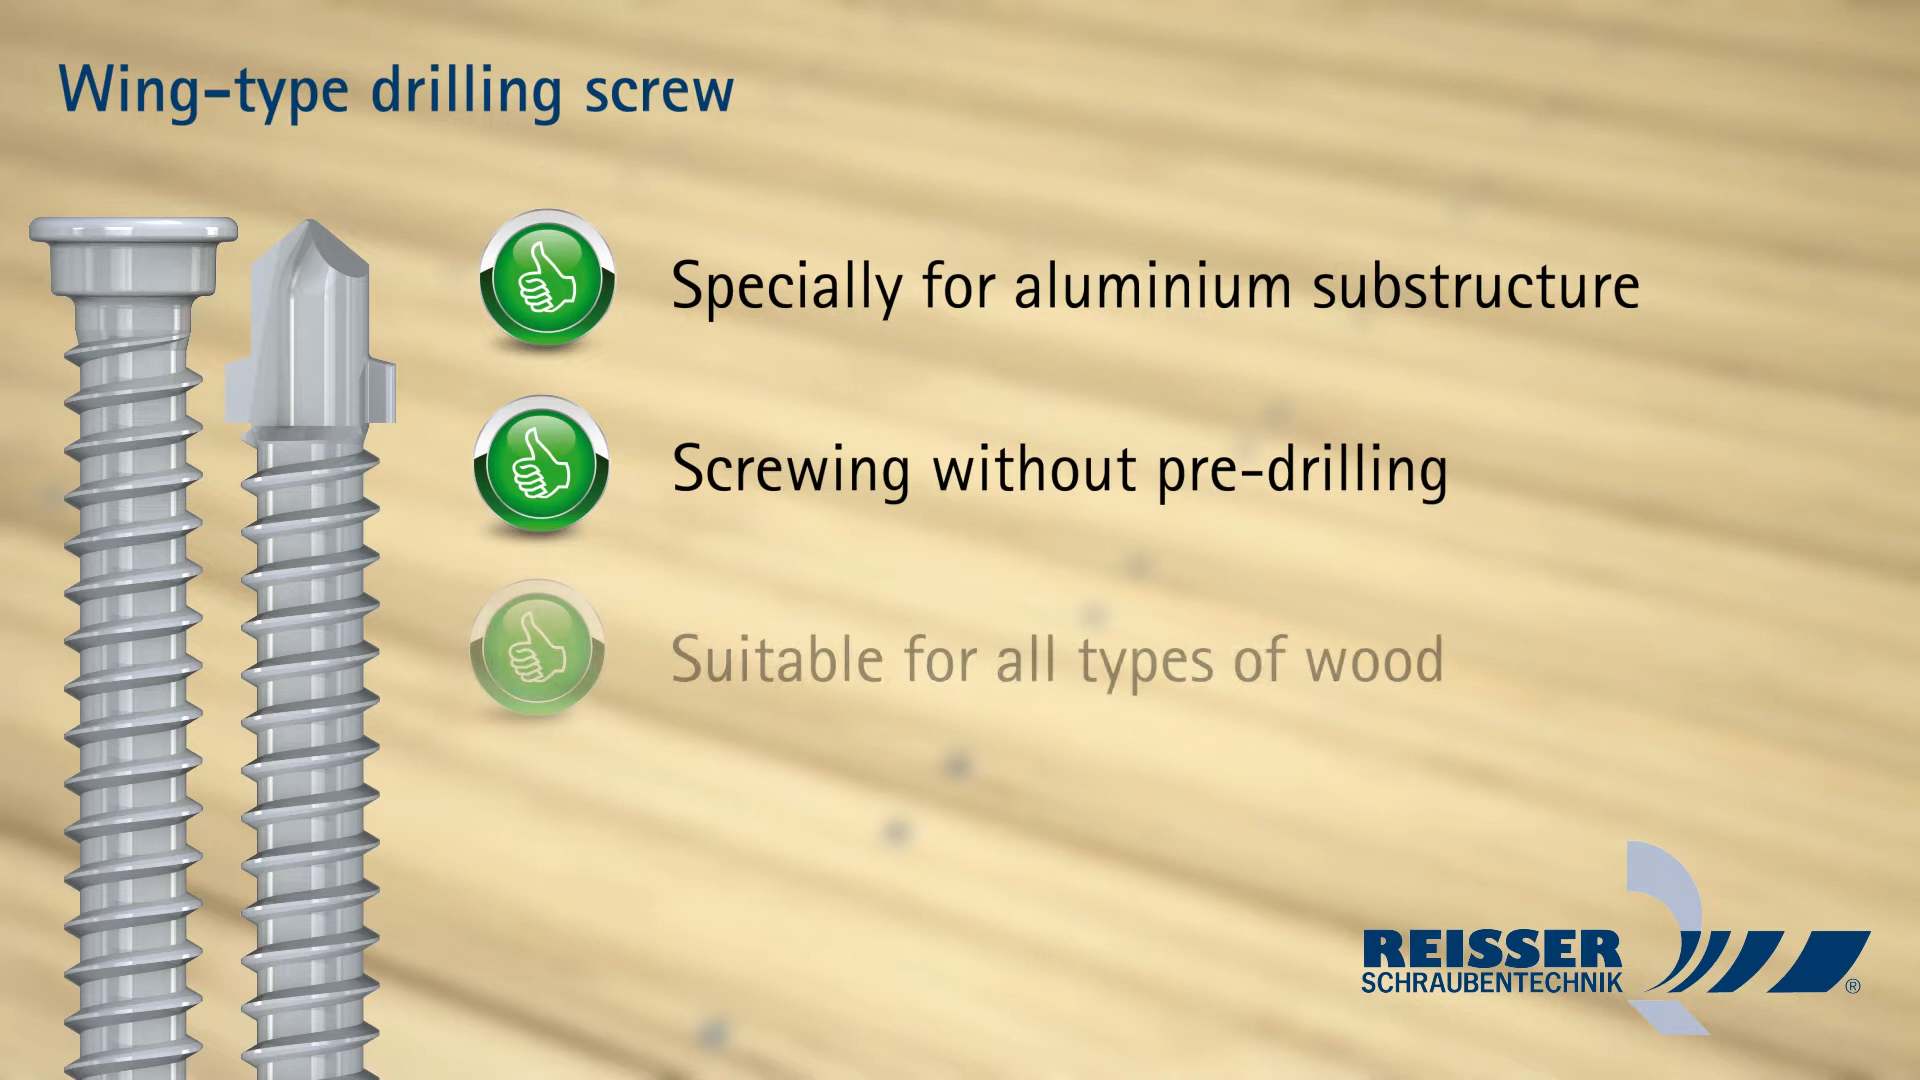 Wing-type drilling screw
Specially for aluminium substructure
Screwing without pre-drilling
Suitable for all types of wood
REISSER
SCHRAUBENTECHNIK
®